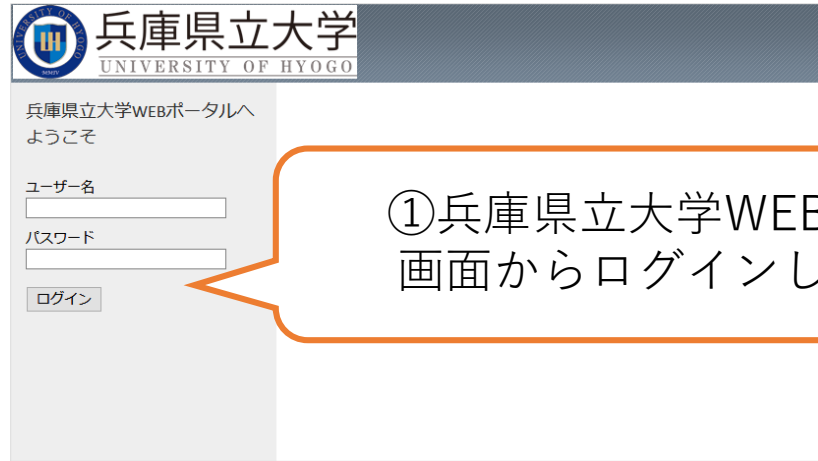 兵庫県立大学
UNIVERSITY OF HYOGO
兵庫県立大学WEBポータルへ
ようこそ
ユーザー名
パスワード
ログイン
①兵庫県立大学WEB
画面からログインし